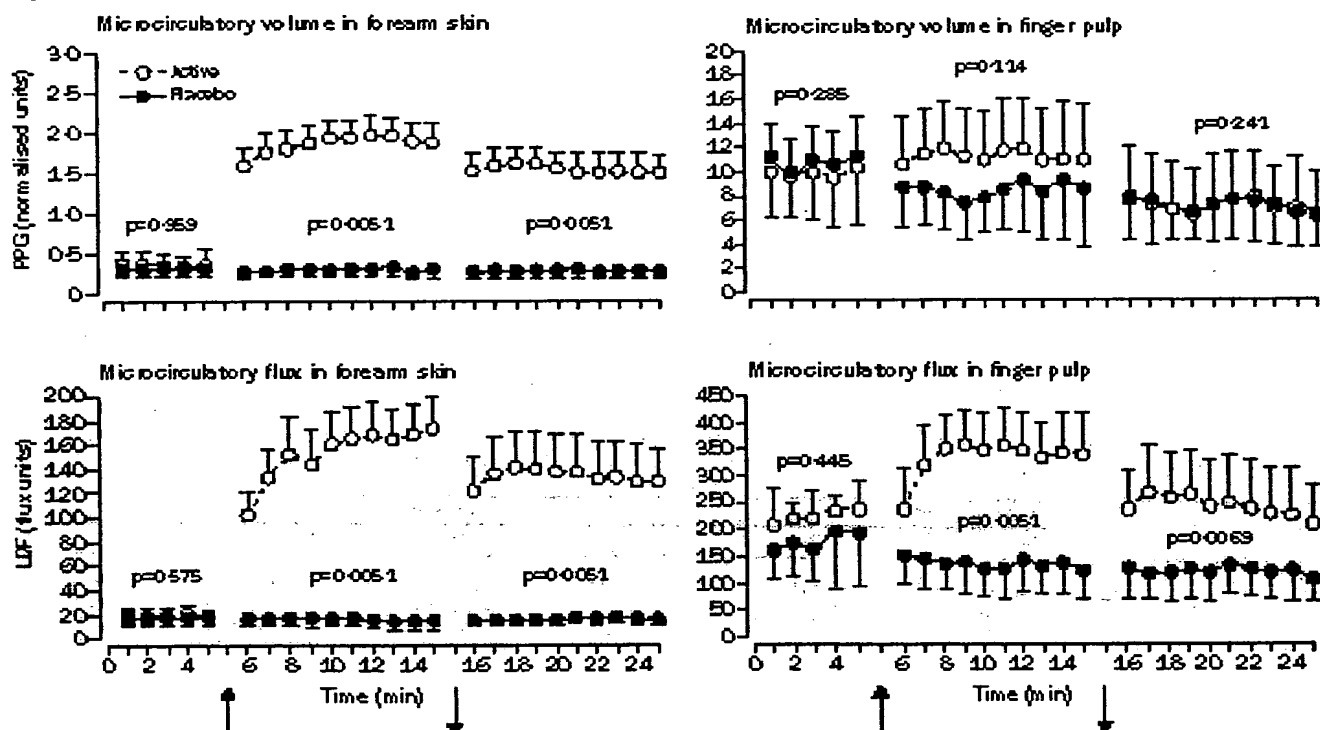 Microcirculatory volume in forearm skin
PPG (normalised units)
3·0
2·5
2·0
1·5
1·0
0·5
0
Active
Placebo
p=0·959
p=0·0051
p=0·0051
Microcirculatory volume in finger pulp
20
18
16
14
12
10
8
6
4
2
0
p=0·285
p=0·114
p=0·241
Microcirculatory flux in forearm skin
LDF (flux units)
200
180
160
140
120
100
80
60
40
20
0
p=0·575
p=0·0051
p=0·0051
0 2 4 6 8 10 12 14 16 18 20 22 24
Time (min)
Microcirculatory flux in finger pulp
450
400
350
300
250
200
150
100
50
0
p=0·445
p=0·0051
p=0·0069
0 2 4 6 8 10 12 14 16 18 20 22 24
Time (min)